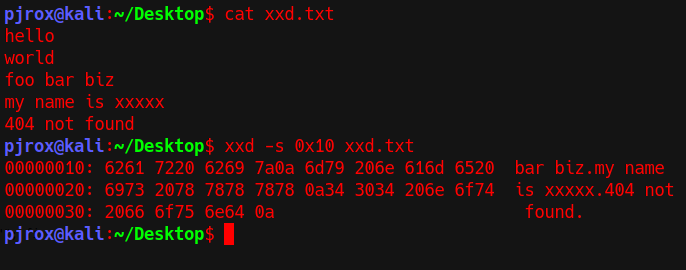 pjrox@kali:~/Desktop$ cat xxd.txt
hello
world
foo bar biz
my name is xxxxx
404 not found
pjrox@kali:~/Desktop$ xxd -s 0x10 xxd.txt
00000010: 6261 7220 6269 7a0a 6d79 206e 616d 6520  bar biz.my name
00000020: 6973 2078 7878 7878 0a34 3034 206e 6f74  is xxxxx.404 not
00000030: 2066 6f75 6e64 0a                         found.
pjrox@kali:~/Desktop$